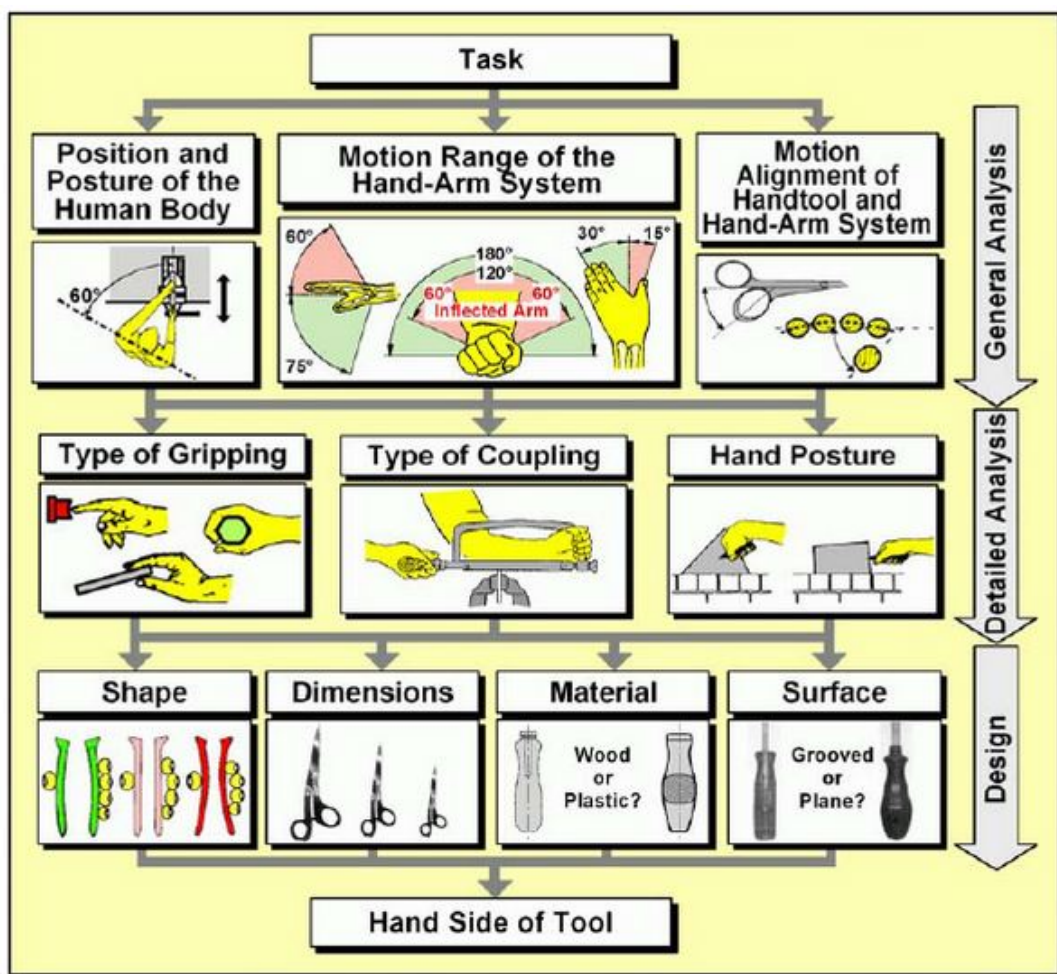 Task
Position and
Posture of the
Human Body
Motion Range of the
Hand-Arm System
Motion
Alignment of
Handtool and
Hand-Arm System
60°
60°
75°
180°
120°
60° 60°
Inflected Arm
30° 15°
General Analysis
Type of Gripping
Type of Coupling
Hand Posture
Detailed Analysis
Shape
Dimensions
Material
Surface
Wood
or
Plastic?
Grooved
or
Plane?
Design
Hand Side of Tool